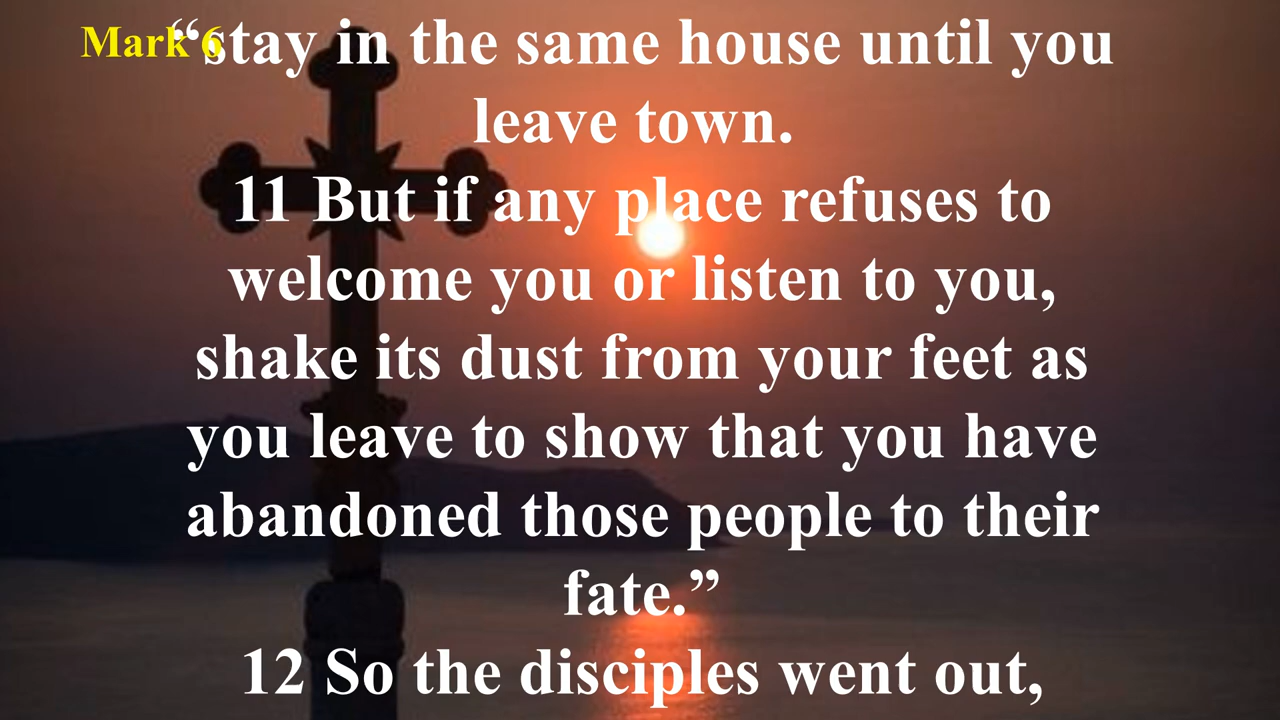 Mark 6
“stay in the same house until you
leave town.
11 But if any place refuses to
welcome you or listen to you,
shake its dust from your feet as
you leave to show that you have
abandoned those people to their
fate.”
12 So the disciples went out,